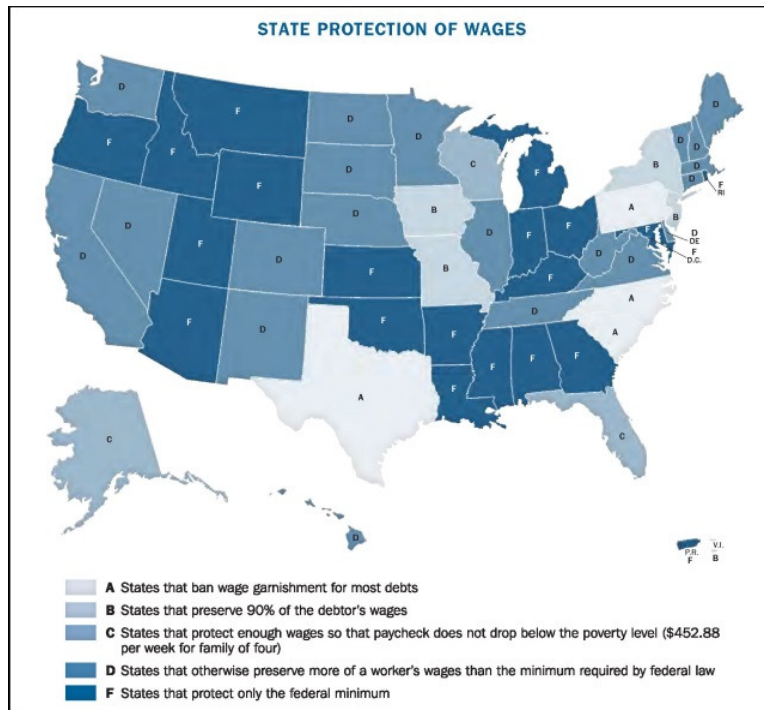 STATE PROTECTION OF WAGES
D
F
F
D
D
D
F
F
D
C
F
B
D
D
D
D
D
F
RI
A
B
D
DE
F
F
D.C.
D
D
F
D
D
B
D
F
F
D
D
F
B
F
A
D
A
F
D
F
F
A
F
F
F
F
A
C
C
D
P.R.
F
V.I.
B
A States that ban wage garnishment for most debts
B States that preserve 90% of the debtor's wages
C States that protect enough wages so that paycheck does not drop below the poverty level ($452.88
per week for family of four)
D States that otherwise preserve more of a worker's wages than the minimum required by federal law
F States that protect only the federal minimum